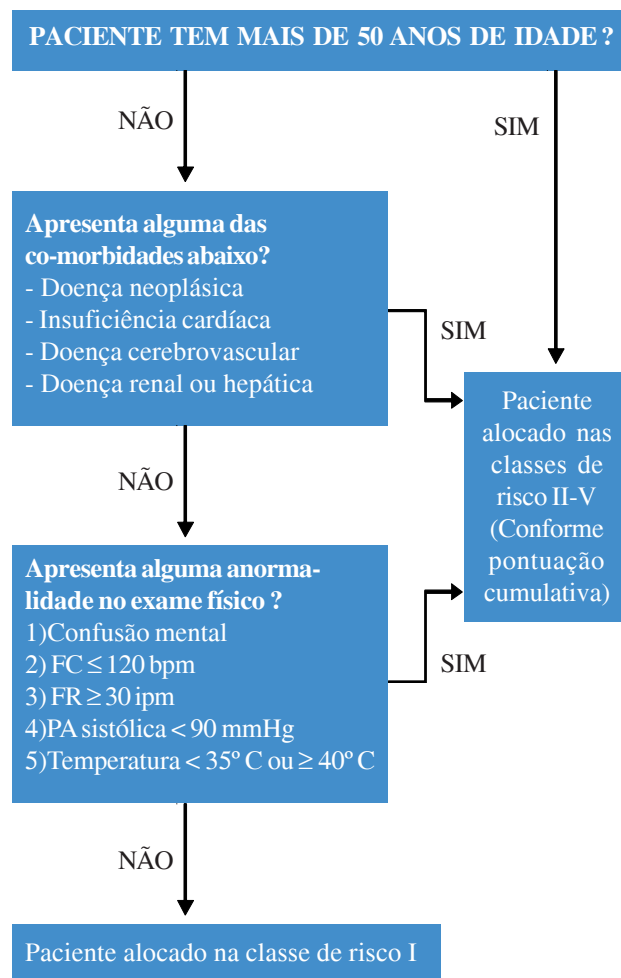 PACIENTE TEM MAIS DE 50 ANOS DE IDADE ?
NÃO
SIM
Apresenta alguma das
co-morbidades abaixo?
- Doença neoplásica
- Insuficiência cardíaca
- Doença cerebrovascular
- Doença renal ou hepática
SIM
Paciente
alocado nas
classes de
risco II-V
(Conforme
pontuação
cumulativa)
NÃO
Apresenta alguma anorma-
lidade no exame físico ?
1)Confusão mental
2) FC ≤ 120 bpm
3) FR ≥ 30 ipm
4)PA sistólica < 90 mmHg
5)Temperatura < 35º C ou ≥ 40º C
SIM
NÃO
Paciente alocado na classe de risco I